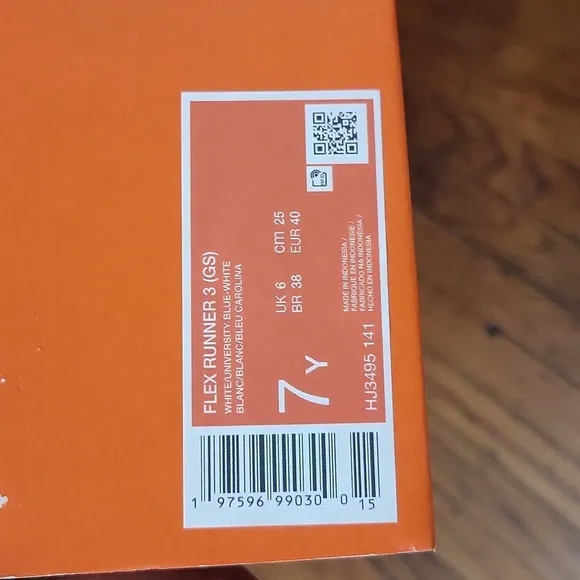 FLEX RUNNER 3 (GS)
WHITE/UNIVERSITY BLUE-WHITE
BLANC/BLANC/BLEU CAROLINA
UK 6 cm 25
BR 38 EUR 40
7 Y
MADE IN INDONESIA /
FABRIQUÉ EN INDONÉSIE /
FABRICADO NA INDONÉSIA /
HECHO EN INDONESIA
HJ3495 141
1 97596 99030 0 15